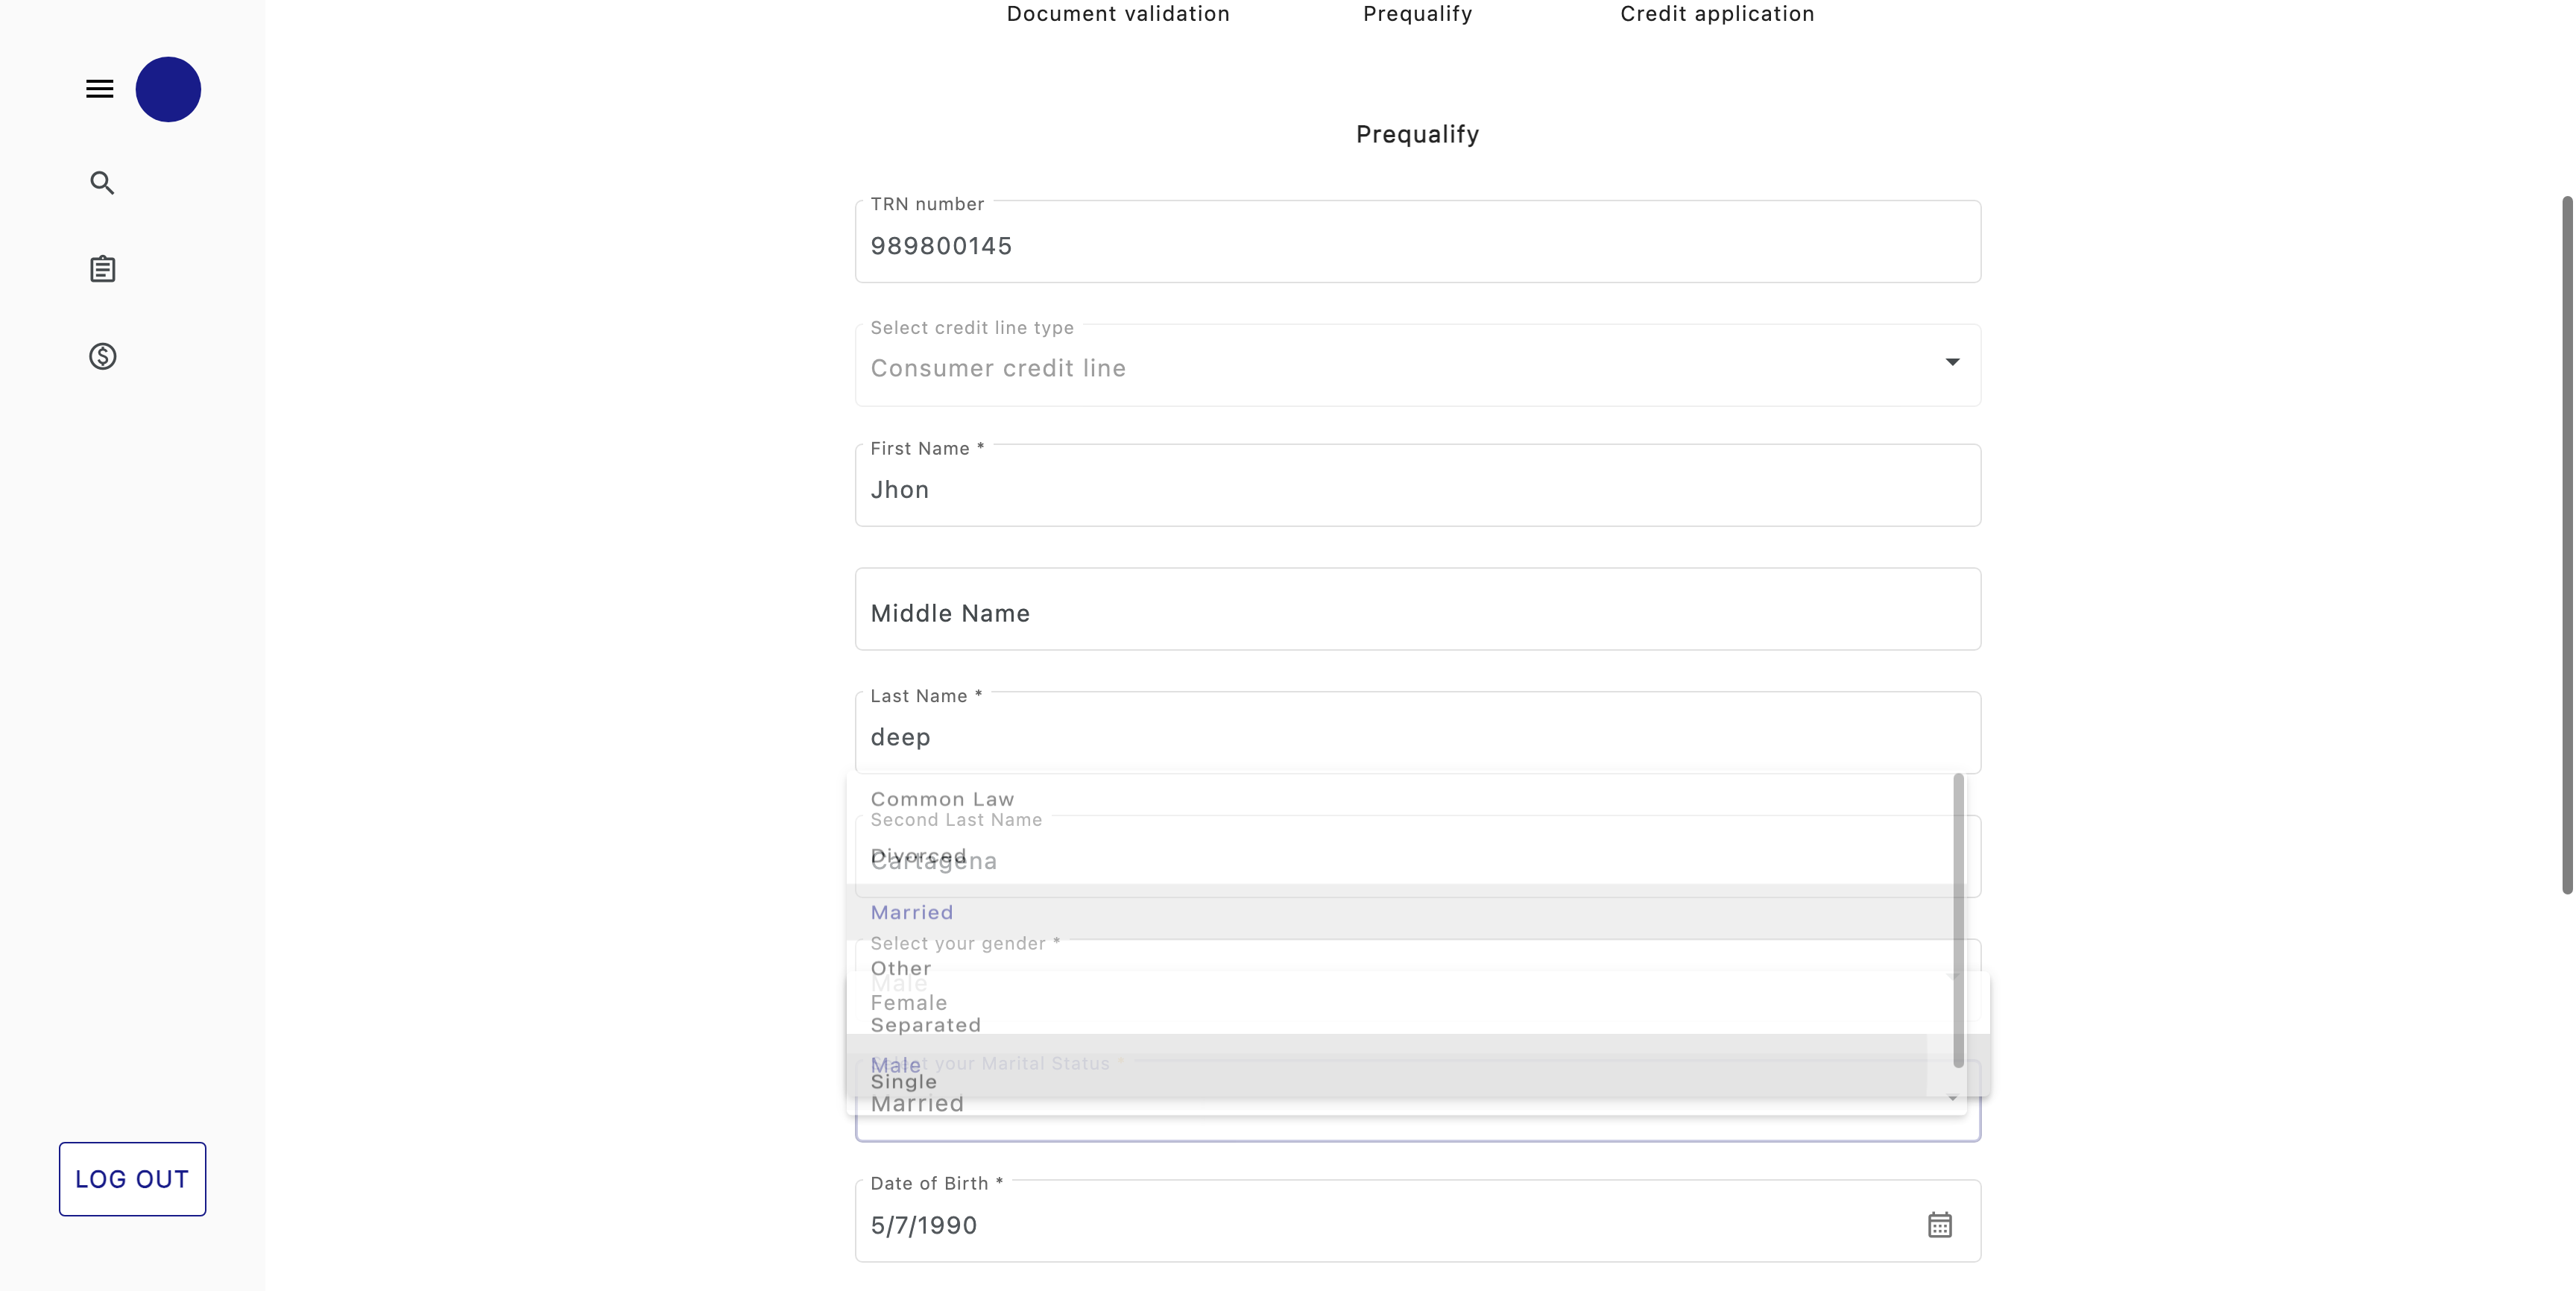 Document validation
Prequalify
Credit application
Prequalify
TRN number
989800145
Select credit line type
Consumer credit line
First Name *
Jhon
Middle Name
Last Name *
deep
Common Law
Second Last Name
Divorced
Cartagena
Married
Select your gender *
Other
Male
Female
Separated
Male
Select your Marital Status *
Single
Married
LOG OUT
Date of Birth *
5/7/1990